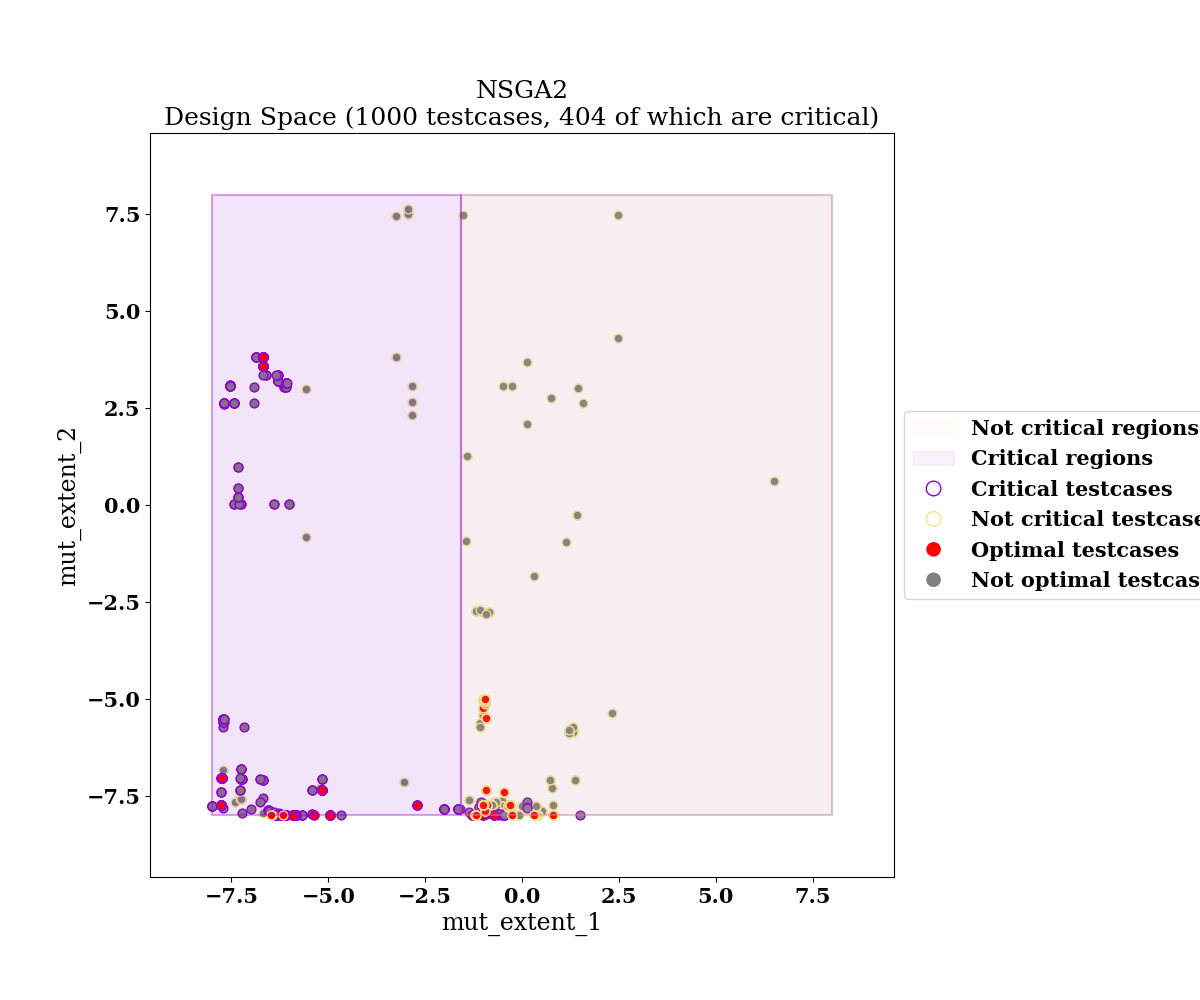 NSGA2
Design Space (1000 testcases, 404 of which are critical)
mut_extent_2
7.5
5.0
2.5
0.0
−2.5
−5.0
−7.5
−7.5 −5.0 −2.5 0.0 2.5 5.0 7.5
mut_extent_1
Not critical regions
Critical regions
Critical testcases
Not critical testcase
Optimal testcases
Not optimal testcas